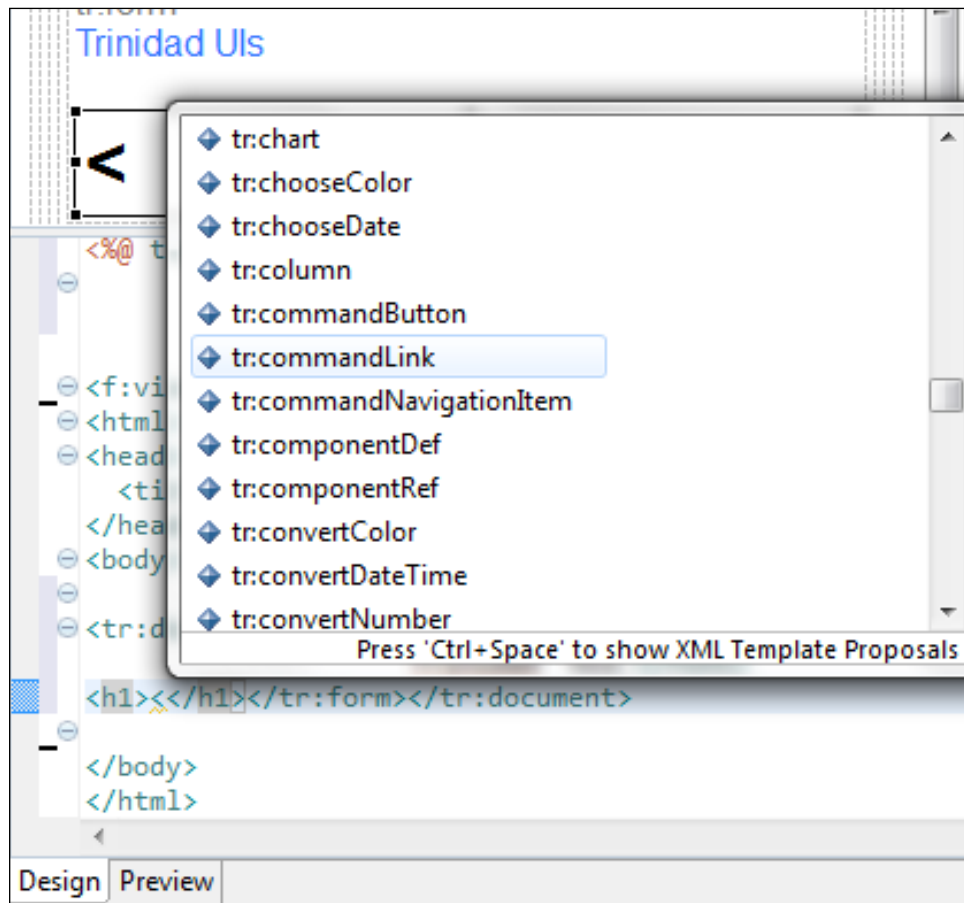 tr:form
Trinidad UIs
<
tr:chart
tr:chooseColor
tr:chooseDate
tr:column
tr:commandButton
tr:commandLink
tr:commandNavigationItem
tr:componentDef
tr:componentRef
tr:convertColor
tr:convertDateTime
tr:convertNumber
Press 'Ctrl+Space' to show XML Template Proposals
<%@ t
<f:vi
<html
<head
<ti
</hea
<body
<tr:d
<h1><</h1></tr:form></tr:document>
</body>
</html>
Design Preview